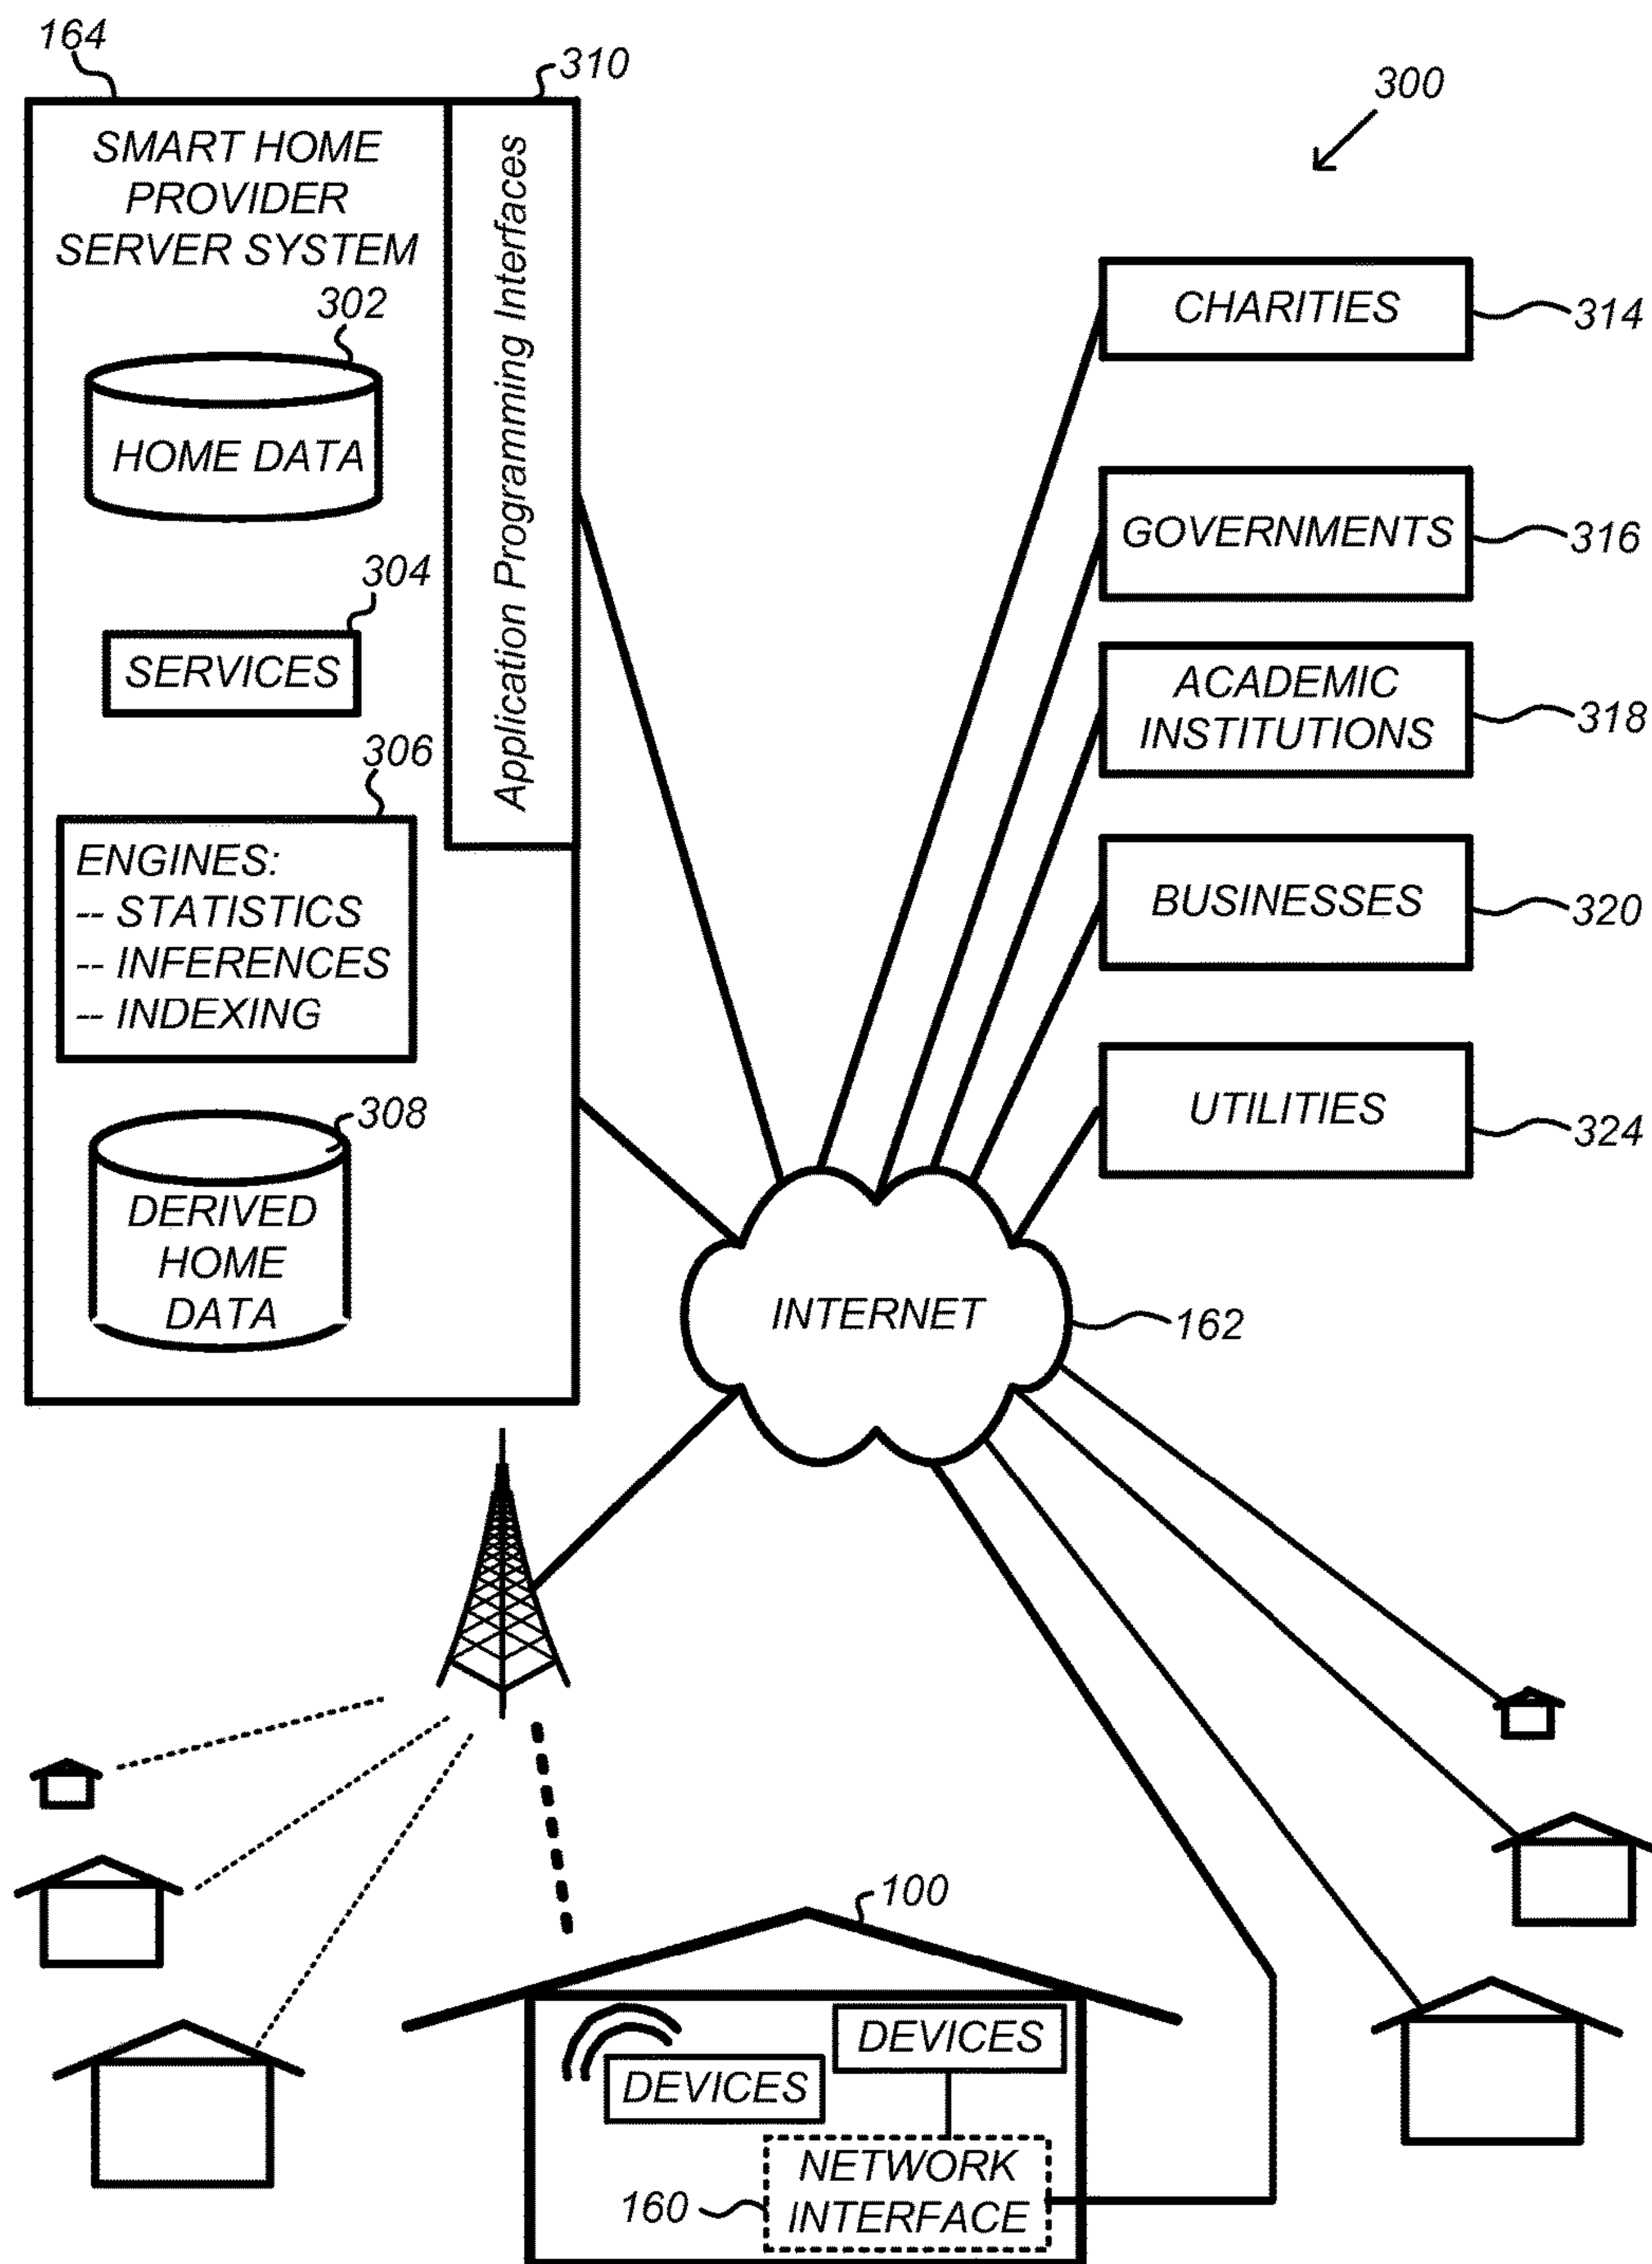 164
310
300
SMART HOME
PROVIDER
SERVER SYSTEM
Application Programming Interfaces
302
HOME DATA
304
SERVICES
306
ENGINES:
-- STATISTICS
-- INFERENCES
-- INDEXING
308
DERIVED
HOME
DATA
CHARITIES
314
GOVERNMENTS
316
ACADEMIC
INSTITUTIONS
318
BUSINESSES
320
UTILITIES
324
INTERNET
162
100
DEVICES
DEVICES
NETWORK
INTERFACE
160